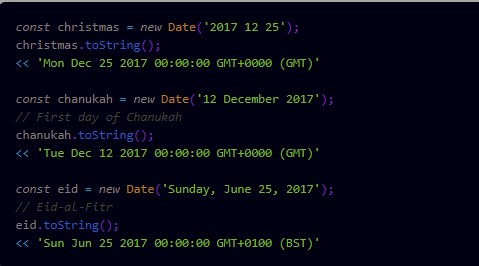 const christmas = new Date('2017 12 25');
christmas.toString();
<< 'Mon Dec 25 2017 00:00:00 GMT+0000 (GMT)'
const chanukah = new Date('12 December 2017');
// First day of Chanukah
chanukah.toString();
<< 'Tue Dec 12 2017 00:00:00 GMT+0000 (GMT)'
const eid = new Date('Sunday, June 25, 2017');
// Eid-al-Fitr
eid.toString();
<< 'Sun Jun 25 2017 00:00:00 GMT+0100 (BST)'